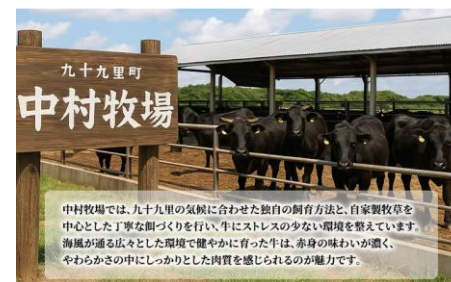 九十九里町
中村牧場
中村牧場では、九十九里の気候に合わせた独自の飼育方法と、自家製牧草を
中心とした丁寧な餌づくりを行い、牛にストレスの少ない環境を整えています。
海風が通る広々とした環境で健やかに育った牛は、赤身の味わいが濃く、
やわらかさの中にしっかりとした肉質を感じられるのが魅力です。